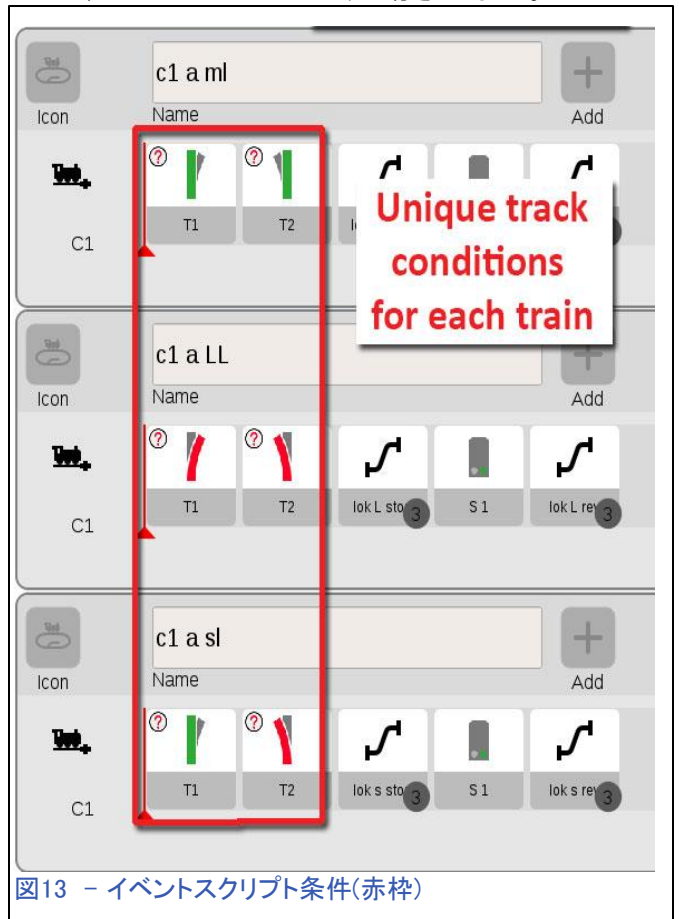 c1 a ml
Icon
Name
Add
?
?
T1
T2
C1
Unique track
conditions
for each train
c1 a LL
Icon
Name
Add
?
?
T1
T2
lok L sto
3
S 1
lok L re
3
C1
c1 a sl
Icon
Name
Add
?
?
T1
T2
lok s sto
3
S 1
lok s re
3
C1
図13 - イベントスクリプト条件(赤枠)